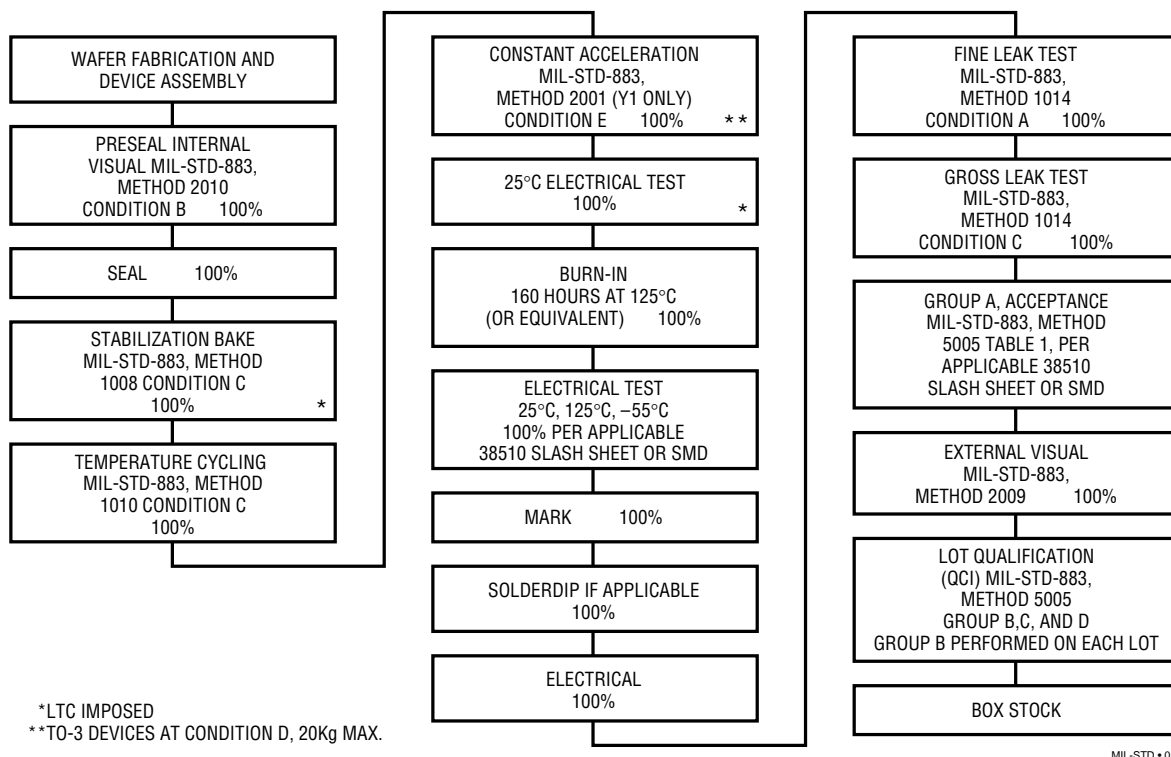 WAFER FABRICATION AND
DEVICE ASSEMBLY
PRESEAL INTERNAL
VISUAL MIL-STD-883,
METHOD 2010
CONDITION B 100%
SEAL 100%
STABILIZATION BAKE
MIL-STD-883, METHOD
1008 CONDITION C
100% *
TEMPERATURE CYCLING
MIL-STD-883, METHOD
1010 CONDITION C
100%
CONSTANT ACCELERATION
MIL-STD-883,
METHOD 2001 (Y1 ONLY)
CONDITION E 100% **
25°C ELECTRICAL TEST
100% *
BURN-IN
160 HOURS AT 125°C
(OR EQUIVALENT) 100%
ELECTRICAL TEST
25°C, 125°C, –55°C
100% PER APPLICABLE
38510 SLASH SHEET OR SMD
MARK 100%
SOLDERDIP IF APPLICABLE
100%
ELECTRICAL
100%
FINE LEAK TEST
MIL-STD-883,
METHOD 1014
CONDITION A 100%
GROSS LEAK TEST
MIL-STD-883,
METHOD 1014
CONDITION C 100%
GROUP A, ACCEPTANCE
MIL-STD-883, METHOD
5005 TABLE 1, PER
APPLICABLE 38510
SLASH SHEET OR SMD
EXTERNAL VISUAL
MIL-STD-883,
METHOD 2009 100%
LOT QUALIFICATION
(QCI) MIL-STD-883,
METHOD 5005
GROUP B,C, AND D
GROUP B PERFORMED ON EACH LOT
BOX STOCK
*LTC IMPOSED
**TO-3 DEVICES AT CONDITION D, 20Kg MAX.